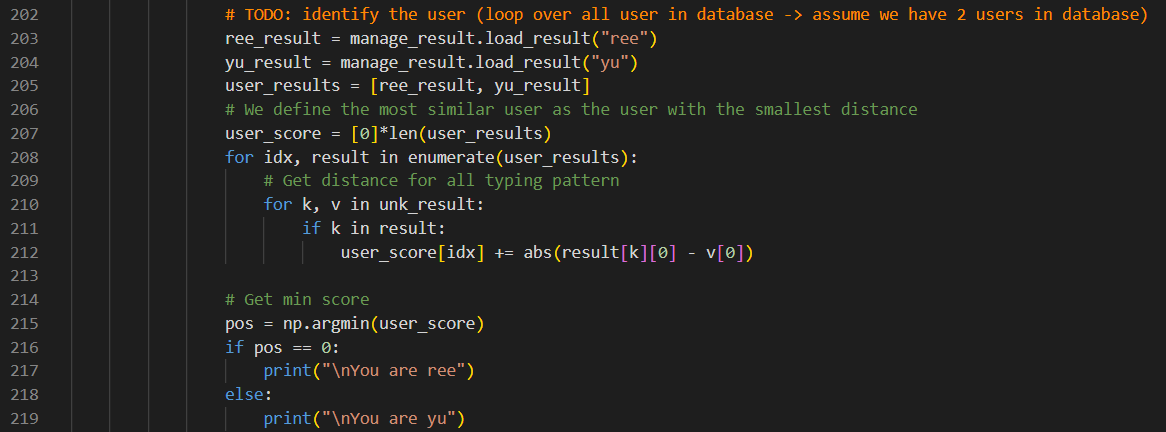 202 # TODO: identify the user (loop over all user in database -> assume we have 2 users in database)
203 ree_result = manage_result.load_result("ree")
204 yu_result = manage_result.load_result("yu")
205 user_results = [ree_result, yu_result]
206 # We define the most similar user as the user with the smallest distance
207 user_score = [0]*len(user_results)
208 for idx, result in enumerate(user_results):
209     # Get distance for all typing pattern
210     for k, v in unk_result:
211         if k in result:
212             user_score[idx] += abs(result[k][0] - v[0])
213
214 # Get min score
215 pos = np.argmin(user_score)
216 if pos == 0:
217     print("\nYou are ree")
218 else:
219     print("\nYou are yu")